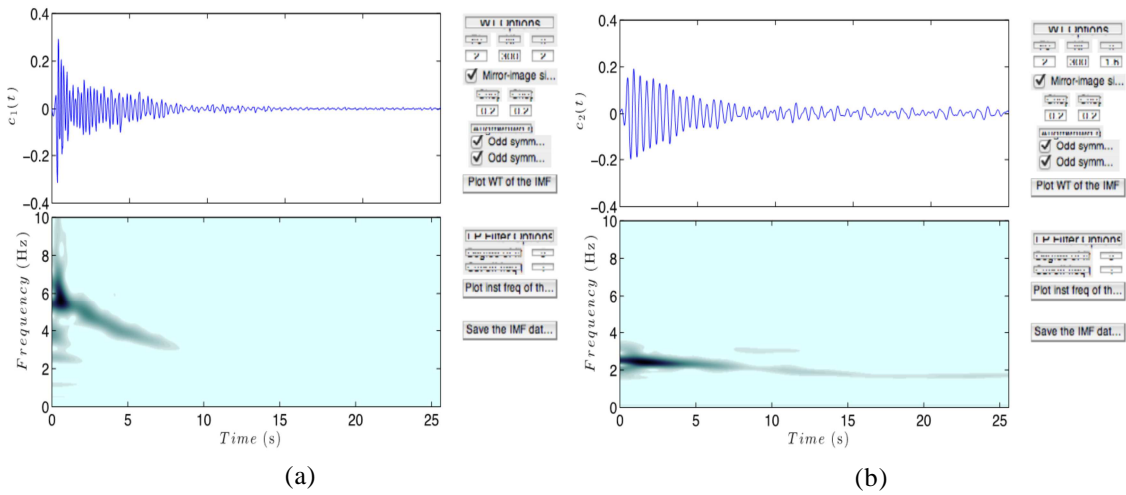 0.4
0.2
0
−0.2
−0.4
c₁(t)
WT Options
2 300 2
Mirror-image si...
0.2 0.2
Odd symm...
Odd symm...
Plot WT of the IMF
10
8
6
4
2
0
Frequency (Hz)
0 5 10 15 20 25
Time (s)
LP Filter Options
Plot inst freq of th...
Save the IMF dat...
(a)
0.4
0.2
0
−0.2
−0.4
c₂(t)
WT Options
2 300
Mirror-image si...
0.2 0.2
Odd symm...
Odd symm...
Plot WT of the IMF
10
8
6
4
2
0
Frequency (Hz)
0 5 10 15 20 25
Time (s)
LP Filter Options
Plot inst freq of th...
Save the IMF dat...
(b)